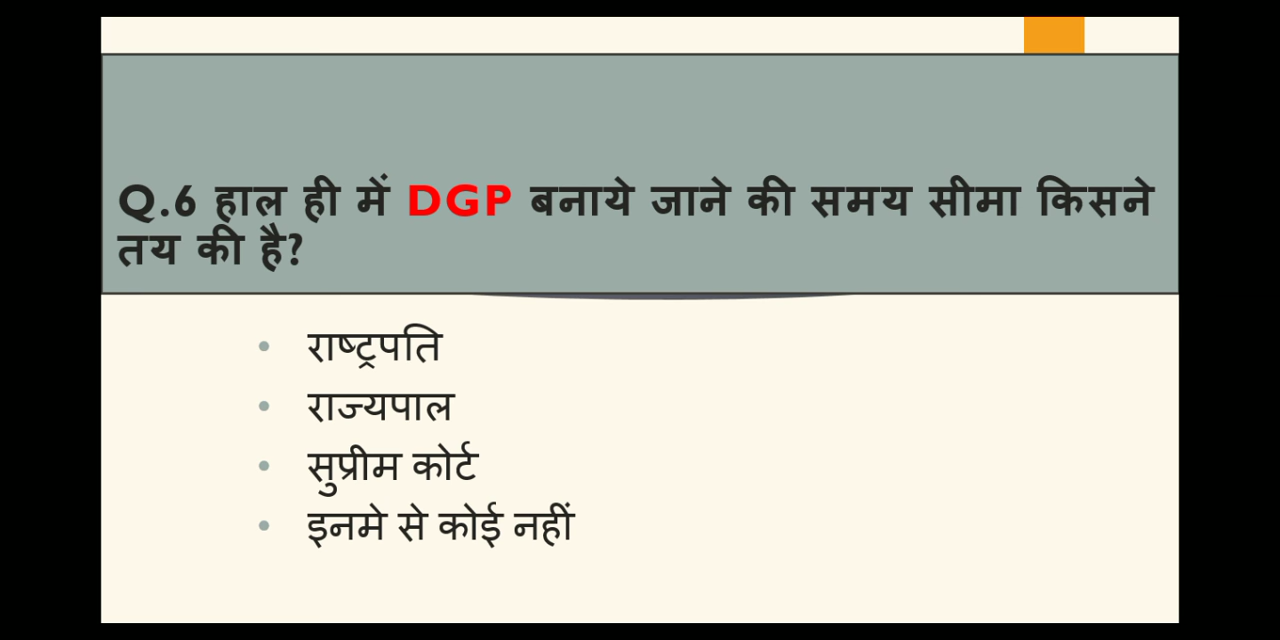 Q.6 हाल ही में DGP बनाये जाने की समय सीमा किसने
तय की है?
• राष्ट्रपति
• राज्यपाल
• सुप्रीम कोर्ट
• इनमे से कोई नहीं